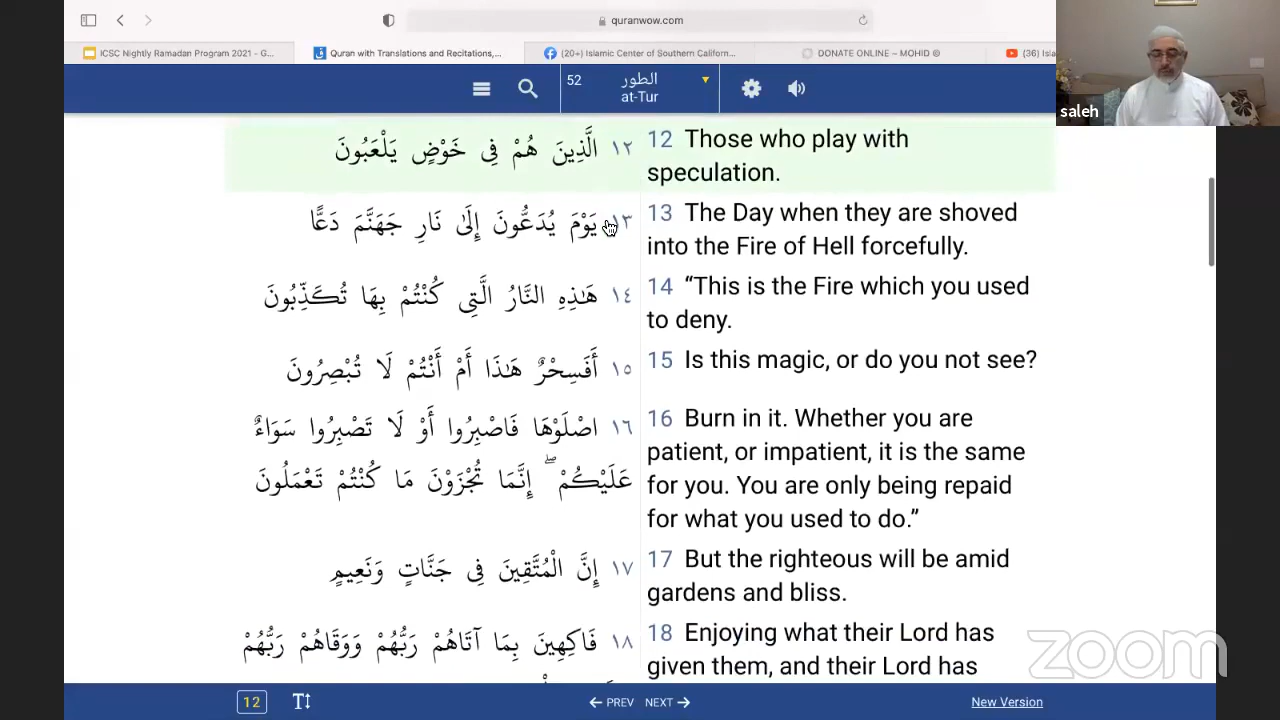 quranwow.com
ICSC Nightly Ramadan Program 2021 - G...
Quran with Translations and Recitations,...
(20+) Islamic Center of Southern Californ...
DONATE ONLINE – MOHID ®
(36) Isla
saleh
52
الطور
at-Tur
١٢ الَّذِينَ هُمْ فِي خَوْضٍ يَلْعَبُونَ
12 Those who play with
speculation.
١٣ يَوْمَ يُدَعُّونَ إِلَىٰ نَارِ جَهَنَّمَ دَعًّا
13 The Day when they are shoved
into the Fire of Hell forcefully.
١٤ هَٰذِهِ النَّارُ الَّتِي كُنْتُمْ بِهَا تُكَذِّبُونَ
14 “This is the Fire which you used
to deny.
١٥ أَفَسِحْرٌ هَٰذَا أَمْ أَنْتُمْ لَا تُبْصِرُونَ
15 Is this magic, or do you not see?
١٦ اصْلَوْهَا فَاصْبِرُوا أَوْ لَا تَصْبِرُوا سَوَاءٌ
عَلَيْكُمْ ۖ إِنَّمَا تُجْزَوْنَ مَا كُنْتُمْ تَعْمَلُونَ
16 Burn in it. Whether you are
patient, or impatient, it is the same
for you. You are only being repaid
for what you used to do.”
١٧ إِنَّ الْمُتَّقِينَ فِي جَنَّاتٍ وَنَعِيمٍ
17 But the righteous will be amid
gardens and bliss.
١٨ فَاكِهِينَ بِمَا آتَاهُمْ رَبُّهُمْ وَوَقَاهُمْ رَبُّهُمْ
18 Enjoying what their Lord has
given them, and their Lord has
zoom
12
PREV NEXT
New Version